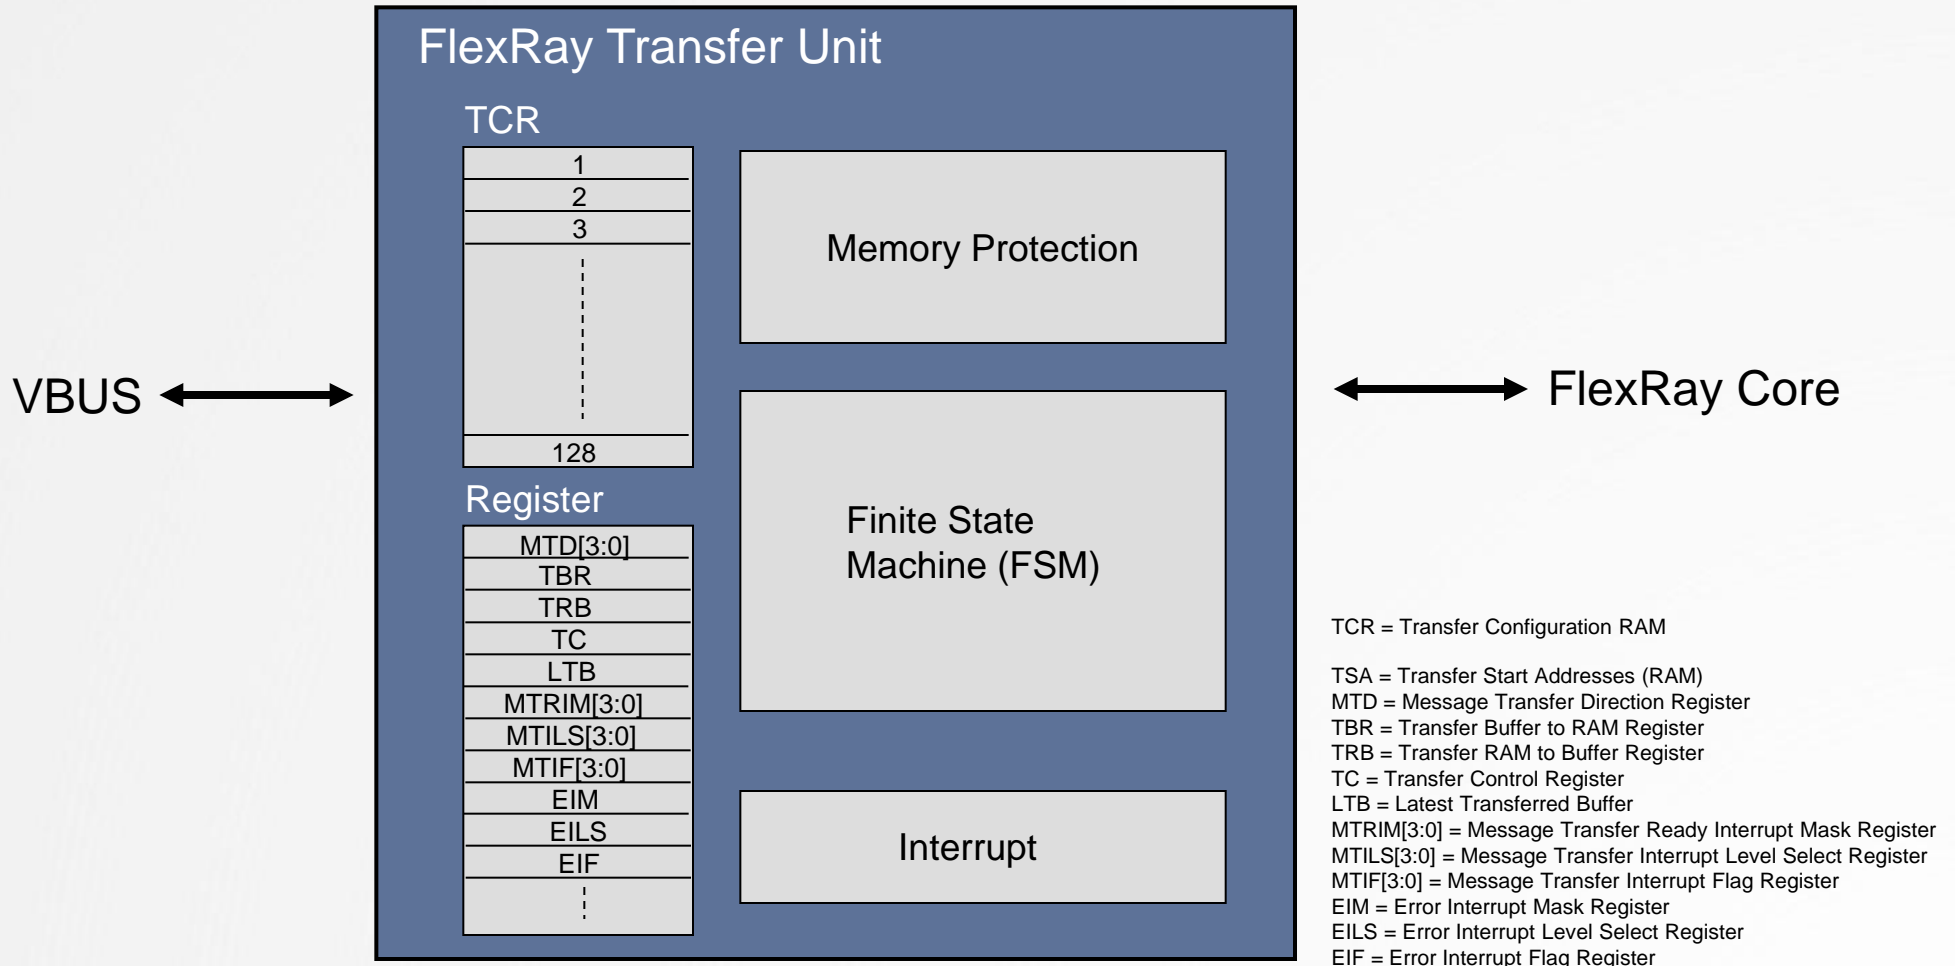 FlexRay Transfer Unit
TCR
1
2
3
128
Memory Protection
VBUS
FlexRay Core
Register
MTD[3:0]
TBR
TRB
TC
LTB
MTRIM[3:0]
MTILS[3:0]
MTIF[3:0]
EIM
EILS
EIF
Finite State
Machine (FSM)
Interrupt
TCR = Transfer Configuration RAM
TSA = Transfer Start Addresses (RAM)
MTD = Message Transfer Direction Register
TBR = Transfer Buffer to RAM Register
TRB = Transfer RAM to Buffer Register
TC = Transfer Control Register
LTB = Latest Transferred Buffer
MTRIM[3:0] = Message Transfer Ready Interrupt Mask Register
MTILS[3:0] = Message Transfer Interrupt Level Select Register
MTIF[3:0] = Message Transfer Interrupt Flag Register
EIM = Error Interrupt Mask Register
EILS = Error Interrupt Level Select Register
EIF = Error Interrupt Flag Register